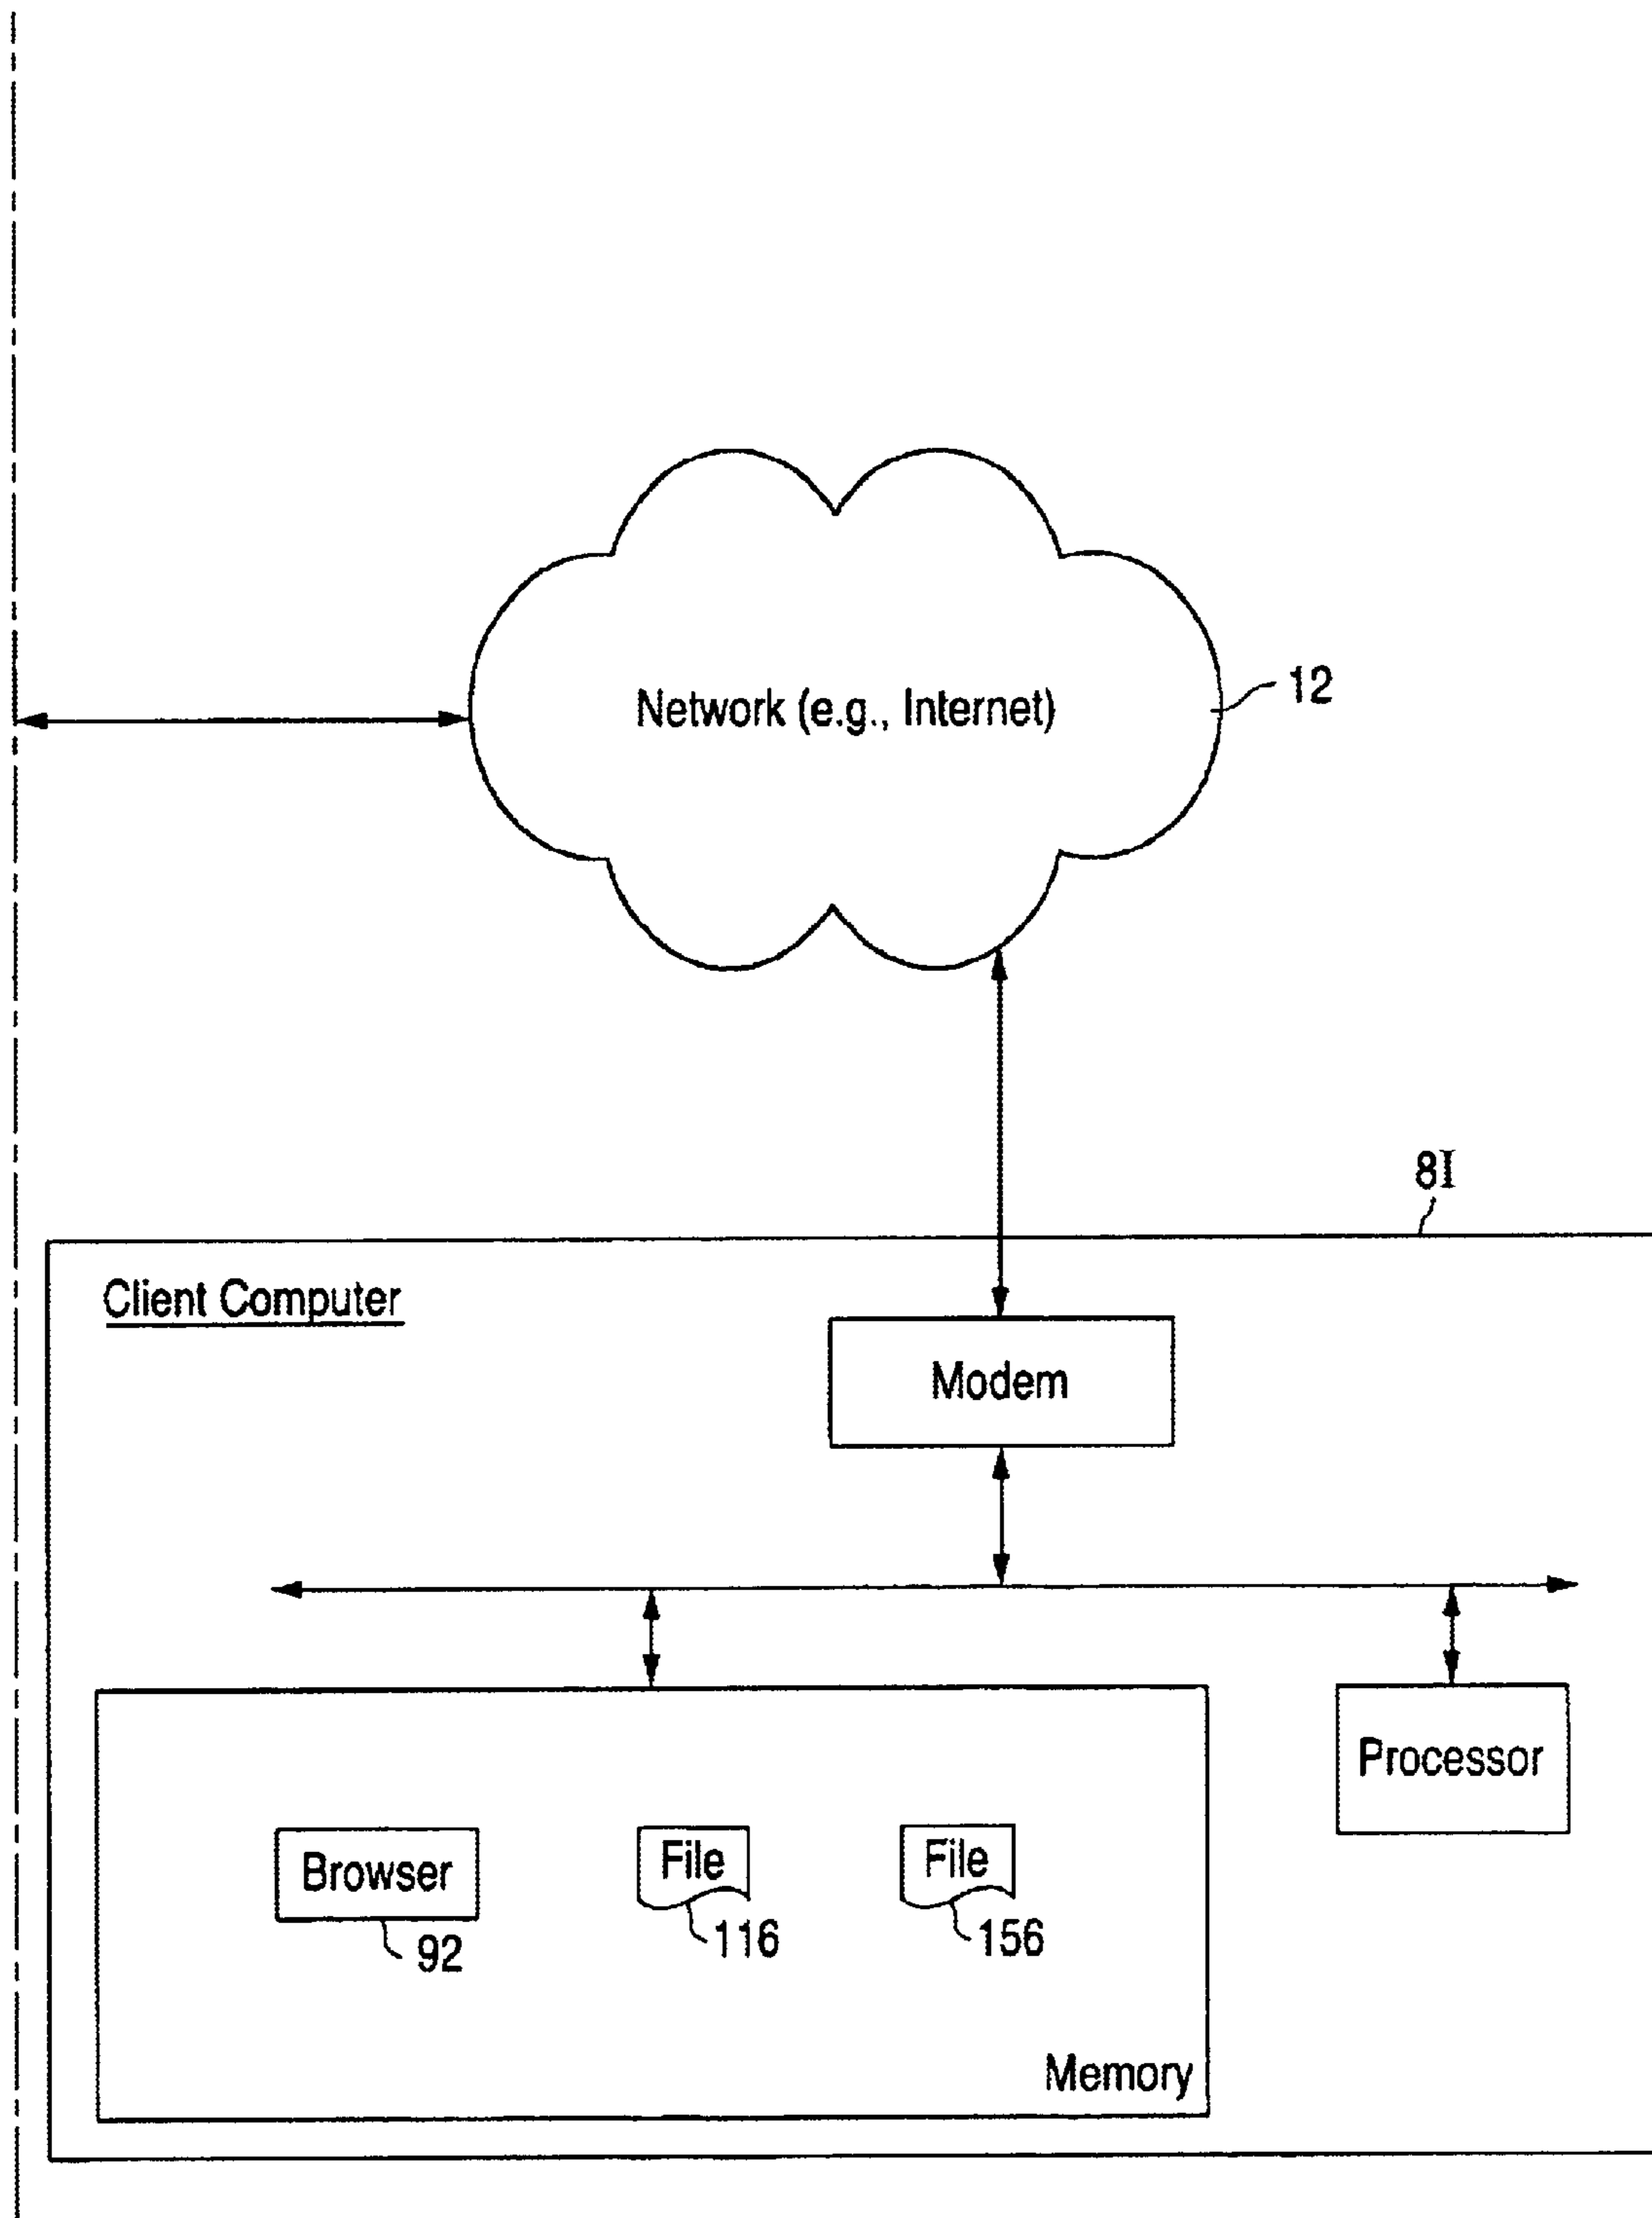 Network (e.g., Internet)
12
8I
Client Computer
Modem
Processor
Browser
File
File
92
116
156
Memory